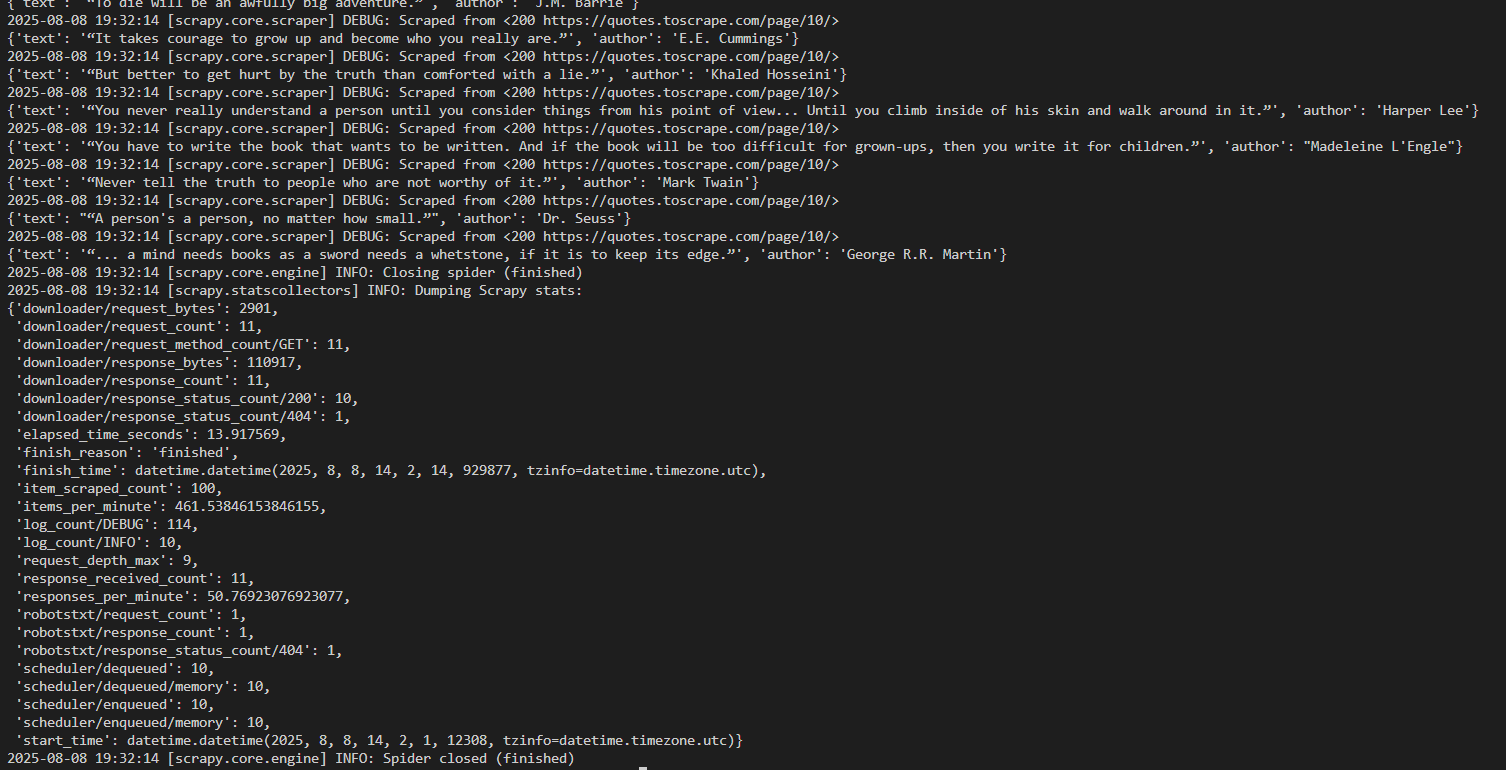 {'text': '“To die will be an awfully big adventure.”', 'author': 'J.M. Barrie'}
2025-08-08 19:32:14 [scrapy.core.scraper] DEBUG: Scraped from <200 https://quotes.toscrape.com/page/10/>
{'text': '“It takes courage to grow up and become who you really are.”', 'author': 'E.E. Cummings'}
2025-08-08 19:32:14 [scrapy.core.scraper] DEBUG: Scraped from <200 https://quotes.toscrape.com/page/10/>
{'text': '“But better to get hurt by the truth than comforted with a lie.”', 'author': 'Khaled Hosseini'}
2025-08-08 19:32:14 [scrapy.core.scraper] DEBUG: Scraped from <200 https://quotes.toscrape.com/page/10/>
{'text': '“You never really understand a person until you consider things from his point of view... Until you climb inside of his skin and walk around in it.”', 'author': 'Harper Lee'}
2025-08-08 19:32:14 [scrapy.core.scraper] DEBUG: Scraped from <200 https://quotes.toscrape.com/page/10/>
{'text': '“You have to write the book that wants to be written. And if the book will be too difficult for grown-ups, then you write it for children.”', 'author': "Madeleine L'Engle"}
2025-08-08 19:32:14 [scrapy.core.scraper] DEBUG: Scraped from <200 https://quotes.toscrape.com/page/10/>
{'text': '“Never tell the truth to people who are not worthy of it.”', 'author': 'Mark Twain'}
2025-08-08 19:32:14 [scrapy.core.scraper] DEBUG: Scraped from <200 https://quotes.toscrape.com/page/10/>
{'text': "“A person's a person, no matter how small.”", 'author': 'Dr. Seuss'}
2025-08-08 19:32:14 [scrapy.core.scraper] DEBUG: Scraped from <200 https://quotes.toscrape.com/page/10/>
{'text': '“... a mind needs books as a sword needs a whetstone, if it is to keep its edge.”', 'author': 'George R.R. Martin'}
2025-08-08 19:32:14 [scrapy.core.engine] INFO: Closing spider (finished)
2025-08-08 19:32:14 [scrapy.statscollectors] INFO: Dumping Scrapy stats:
{'downloader/request_bytes': 2901,
 'downloader/request_count': 11,
 'downloader/request_method_count/GET': 11,
 'downloader/response_bytes': 110917,
 'downloader/response_count': 11,
 'downloader/response_status_count/200': 10,
 'downloader/response_status_count/404': 1,
 'elapsed_time_seconds': 13.917569,
 'finish_reason': 'finished',
 'finish_time': datetime.datetime(2025, 8, 8, 14, 2, 14, 929877, tzinfo=datetime.timezone.utc),
 'item_scraped_count': 100,
 'items_per_minute': 461.53846153846155,
 'log_count/DEBUG': 114,
 'log_count/INFO': 10,
 'request_depth_max': 9,
 'response_received_count': 11,
 'responses_per_minute': 50.76923076923077,
 'robotstxt/request_count': 1,
 'robotstxt/response_count': 1,
 'robotstxt/response_status_count/404': 1,
 'scheduler/dequeued': 10,
 'scheduler/dequeued/memory': 10,
 'scheduler/enqueued': 10,
 'scheduler/enqueued/memory': 10,
 'start_time': datetime.datetime(2025, 8, 8, 14, 2, 1, 12308, tzinfo=datetime.timezone.utc)}
2025-08-08 19:32:14 [scrapy.core.engine] INFO: Spider closed (finished)